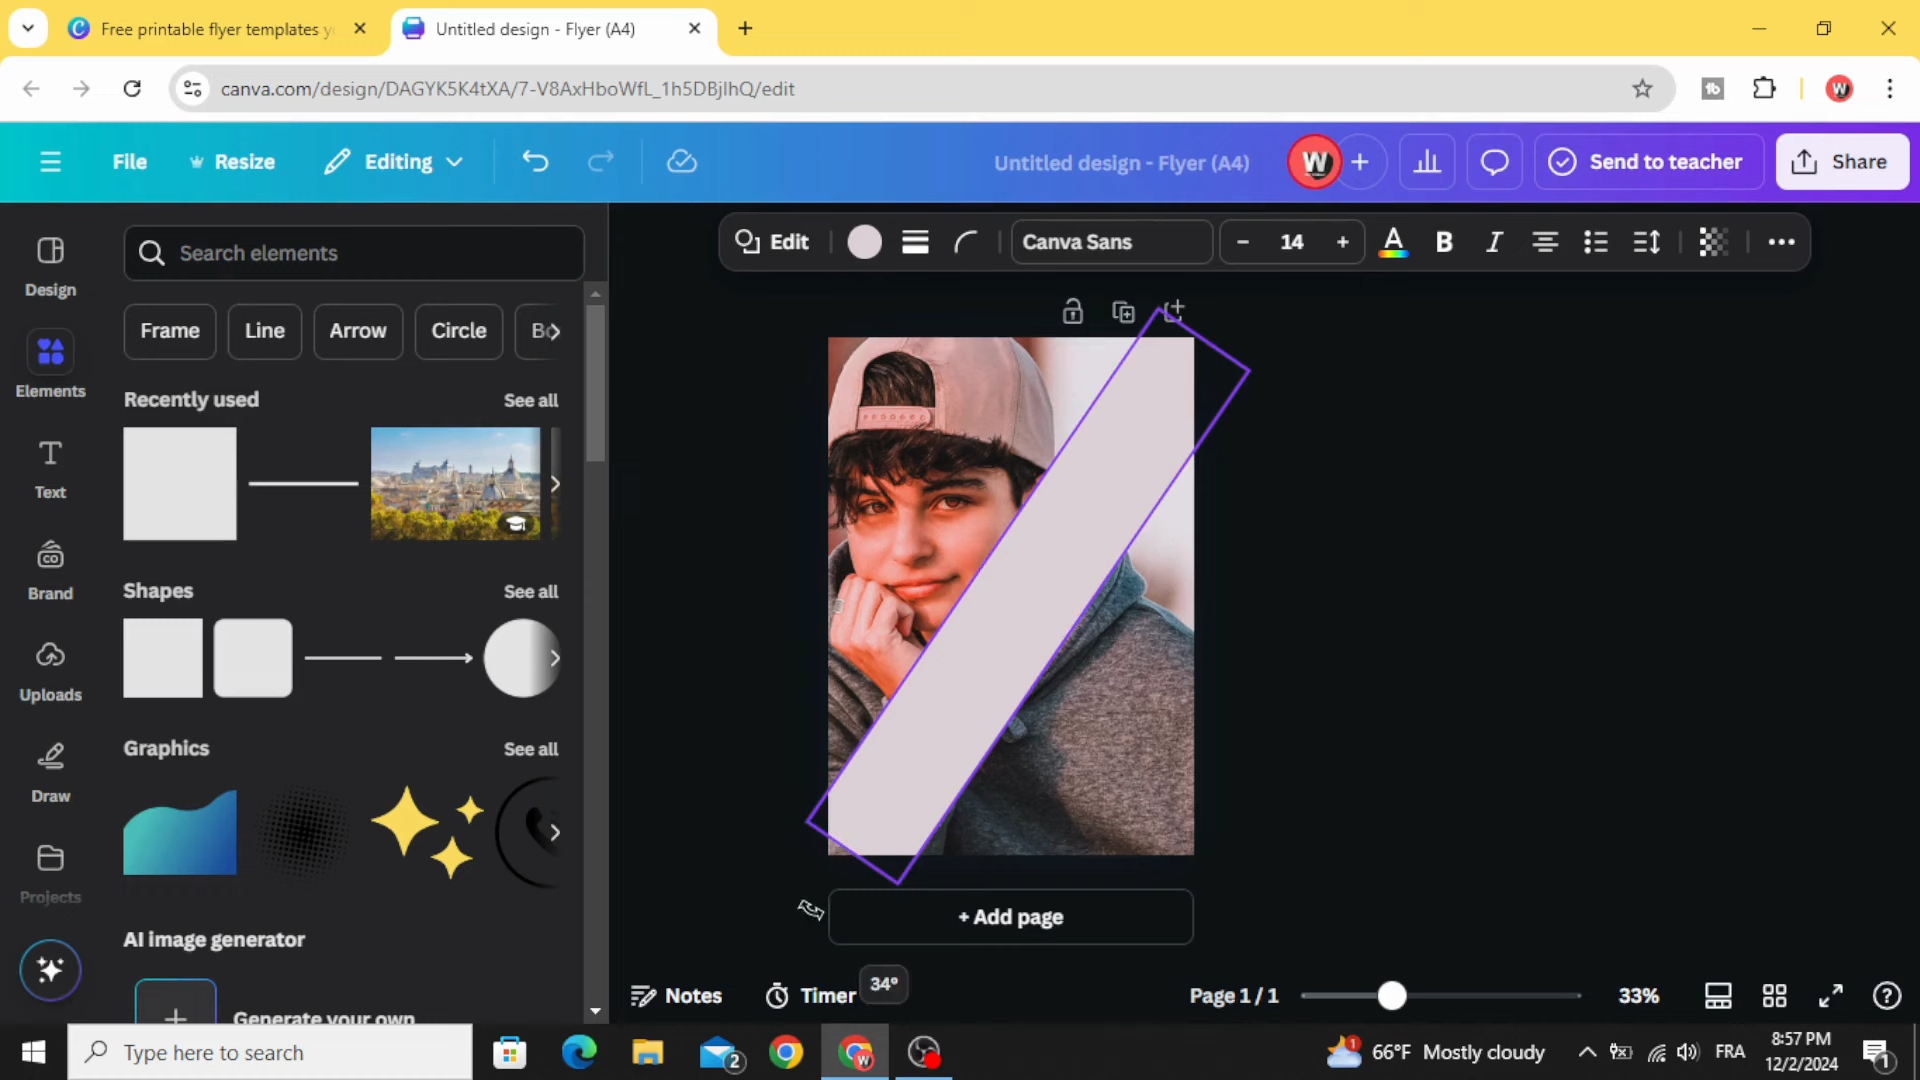 Free printable flyer templates y
Untitled design - Flyer (A4)
canva.com/design/DAGYK5K4tXA/7-V8AxHboWfL_1h5DBjIhQ/edit
File
Resize
Editing
Untitled design - Flyer (A4)
W
Send to teacher
Share
Search elements
Edit
Canva Sans
14
A
B
I
Design
Frame
Line
Arrow
Circle
Elements
Recently used
See all
Text
Shapes
See all
Brand
Uploads
Graphics
See all
Draw
Projects
AI image generator
Generate your own
+ Add page
Notes
Timer
34°
Page 1 / 1
33%
Type here to search
2
1
66°F Mostly cloudy
FRA
8:57 PM
12/2/2024
1